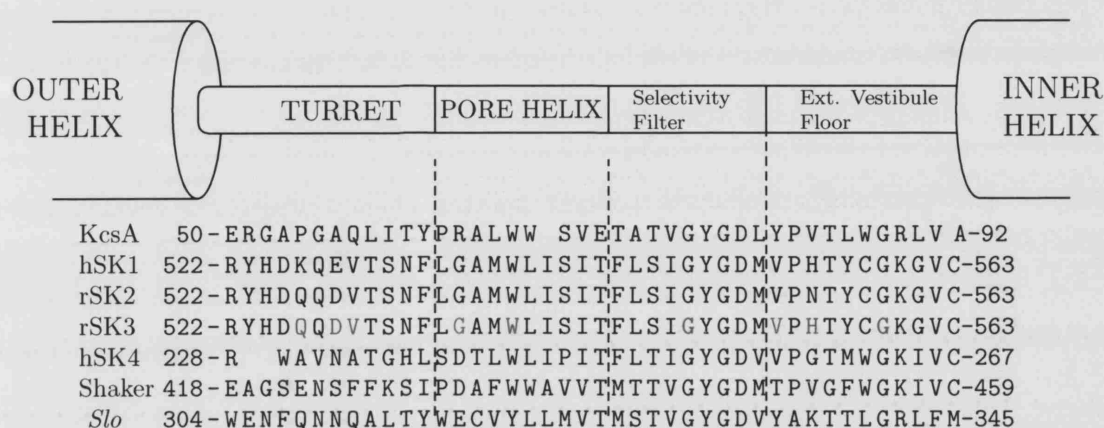 OUTER HELIX
TURRET
PORE HELIX
Selectivity Filter
Ext. Vestibule Floor
INNER HELIX
KcsA 50-ERGAPGAQLITYPRALWW SVETATVGYGDLYPVTLWGRLV A-92
hSK1 522-RYHDKQEVTSNFLGAMWLISITFLSIGYGDMVPHTYCGKGVC-563
rSK2 522-RYHDQQDVTSNFLGAMWLISITFLSIGYGDMVPNTYCGKGVC-563
rSK3 522-RYHDQQDVTSNFLGAMWLISITFLSIGYGDMVPHTYCGKGVC-563
hSK4 228-R WAVNATGHLSDTLWLIPITFLTIGYGDVVPGTMWGKIVC-267
Shaker 418-EAGSENSFFKSIPDAFWWAVVTMTTVGYGDMTPVGFWGKIVC-459
Slo 304-WENFQNNQALTYWECVYLLMVTMSTVGYGDVYAKTTLGRLFM-345